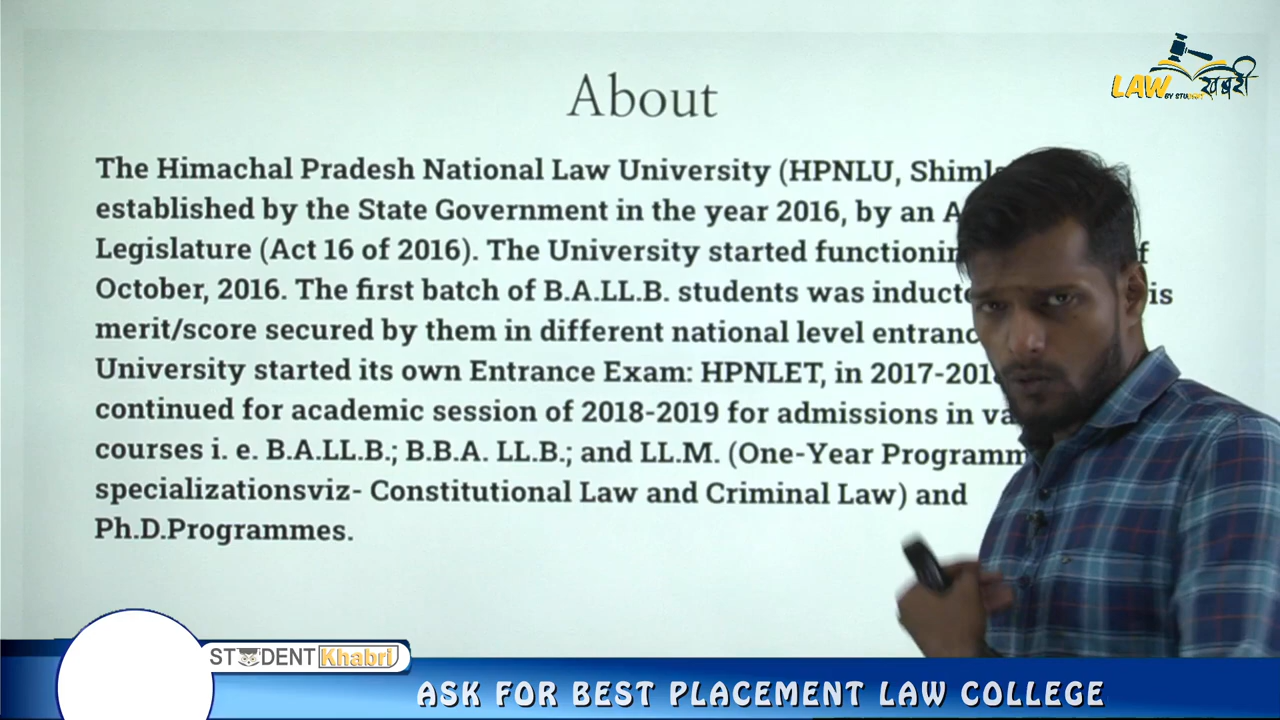 About
LAW खबरी
BY STUDENT
The Himachal Pradesh National Law University (HPNLU, Shiml
established by the State Government in the year 2016, by an A
Legislature (Act 16 of 2016). The University started functionin f
October, 2016. The first batch of B.A.LL.B. students was inducte is
merit/score secured by them in different national level entranc
University started its own Entrance Exam: HPNLET, in 2017-201
continued for academic session of 2018-2019 for admissions in va
courses i. e. B.A.LL.B.; B.B.A. LL.B.; and LL.M. (One-Year Programm
specializationsviz- Constitutional Law and Criminal Law) and
Ph.D.Programmes.
STUDENT Khabri
ASK FOR BEST PLACEMENT LAW COLLEGE